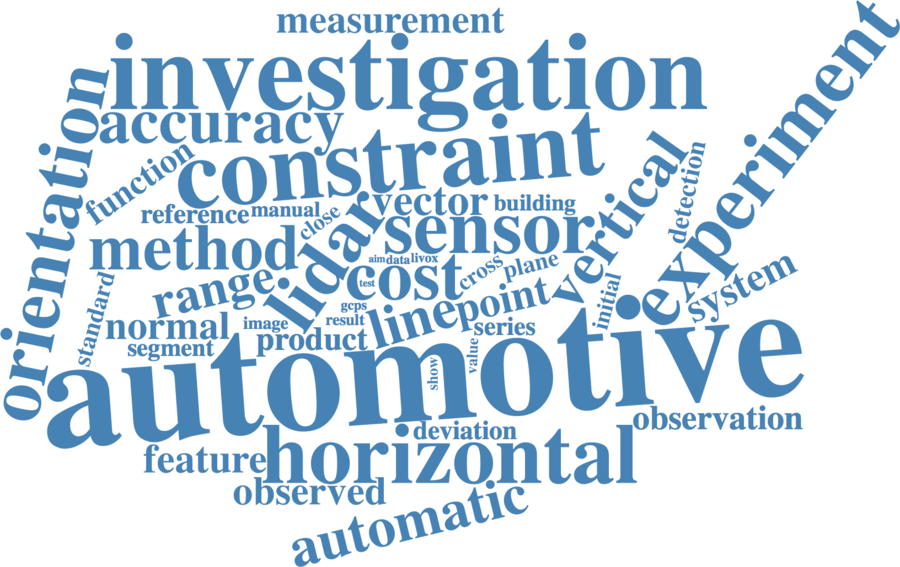 measurement
investigation
accuracy
experiment
orientation
function
constraint
vertical
detection
reference
manual
close
vector
building
sensor
method
lidar
aim
data
livox
cross
plane
cost
test
range
standard
gcps
point
initial
system
normal
image
result
line
series
product
segment
automotive
value
show
observation
deviation
feature
horizontal
observed
automatic